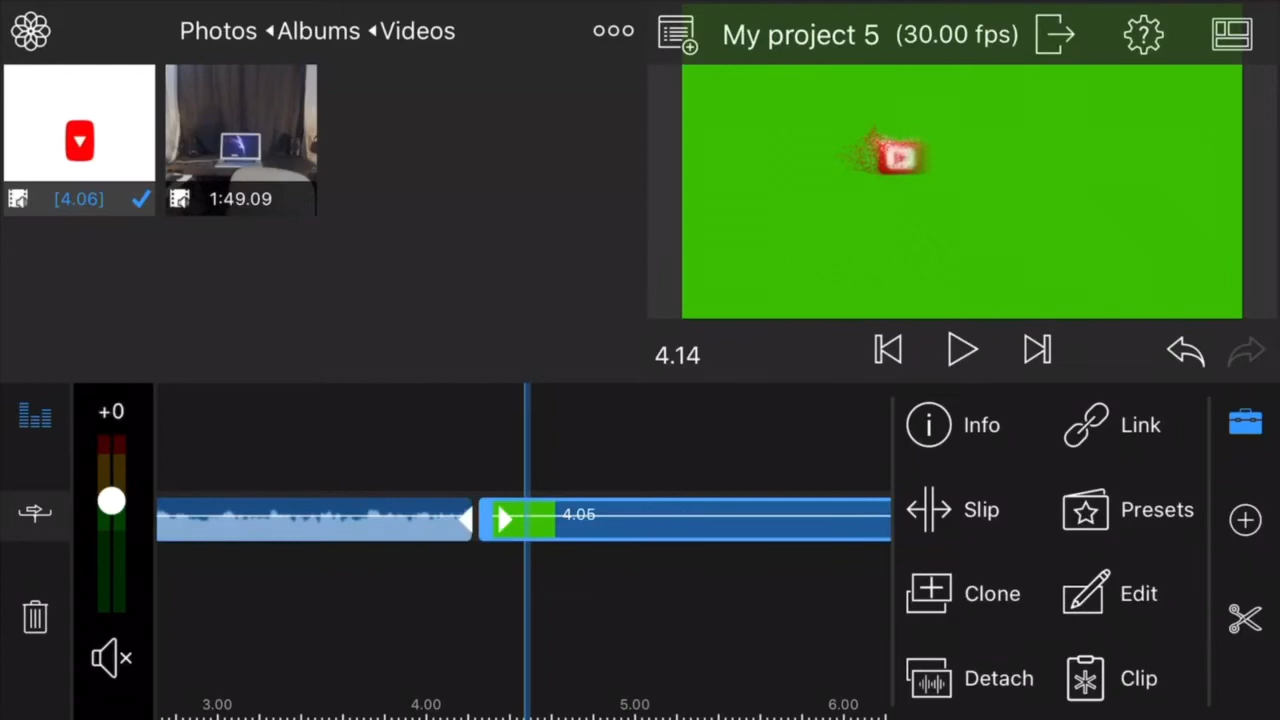 Photos ◂Albums ◂Videos
My project 5 (30.00 fps)
[4.06]
1:49.09
4.14
+0
4.05
Info
Link
Slip
Presets
Clone
Edit
Detach
Clip
3.00
4.00
5.00
6.00